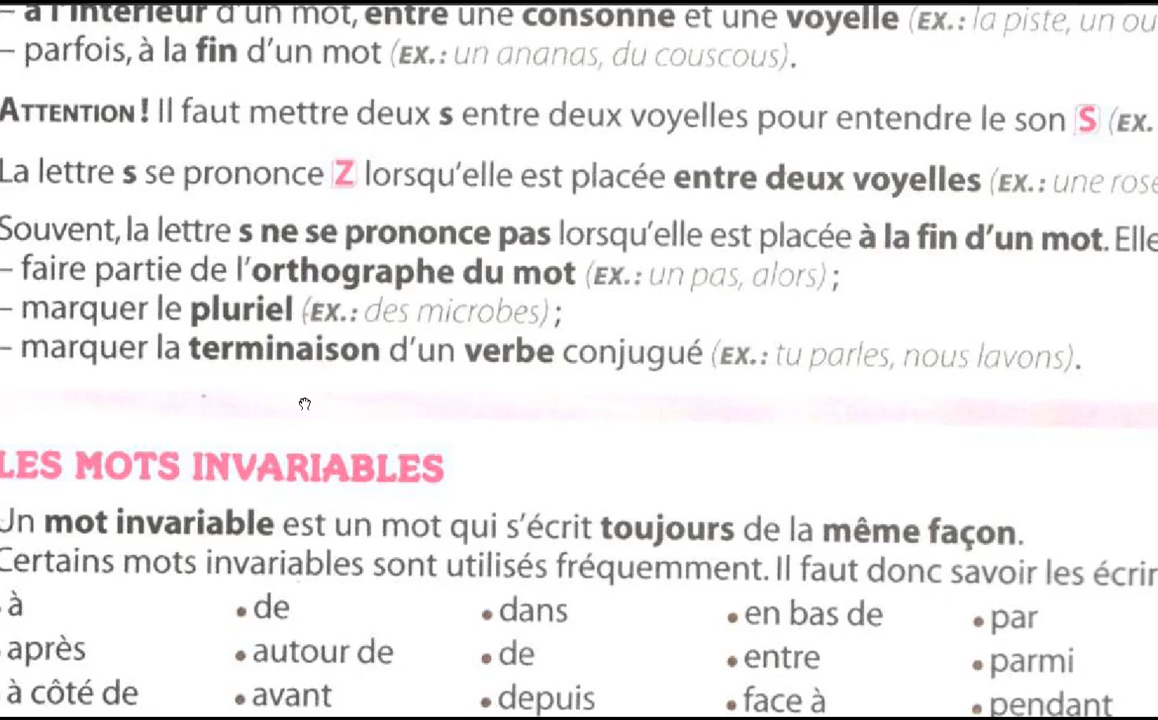 – à l'intérieur d'un mot, entre une consonne et une voyelle (EX.: la piste, un
– parfois, à la fin d'un mot (EX.: un ananas, du couscous).
ATTENTION! Il faut mettre deux s entre deux voyelles pour entendre le son S (EX.
La lettre s se prononce Z lorsqu'elle est placée entre deux voyelles (EX.: une rose
Souvent, la lettre s ne se prononce pas lorsqu'elle est placée à la fin d'un mot. Elle
– faire partie de l'orthographe du mot (EX.: un pas, alors);
– marquer le pluriel (EX.: des microbes);
– marquer la terminaison d'un verbe conjugué (EX.: tu parles, nous lavons).
LES MOTS INVARIABLES
Un mot invariable est un mot qui s'écrit toujours de la même façon.
Certains mots invariables sont utilisés fréquemment. Il faut donc savoir les écrir
à • de • dans • en bas de • par
après • autour de • de • entre • parmi
à côté de • avant • depuis • face à • pendant